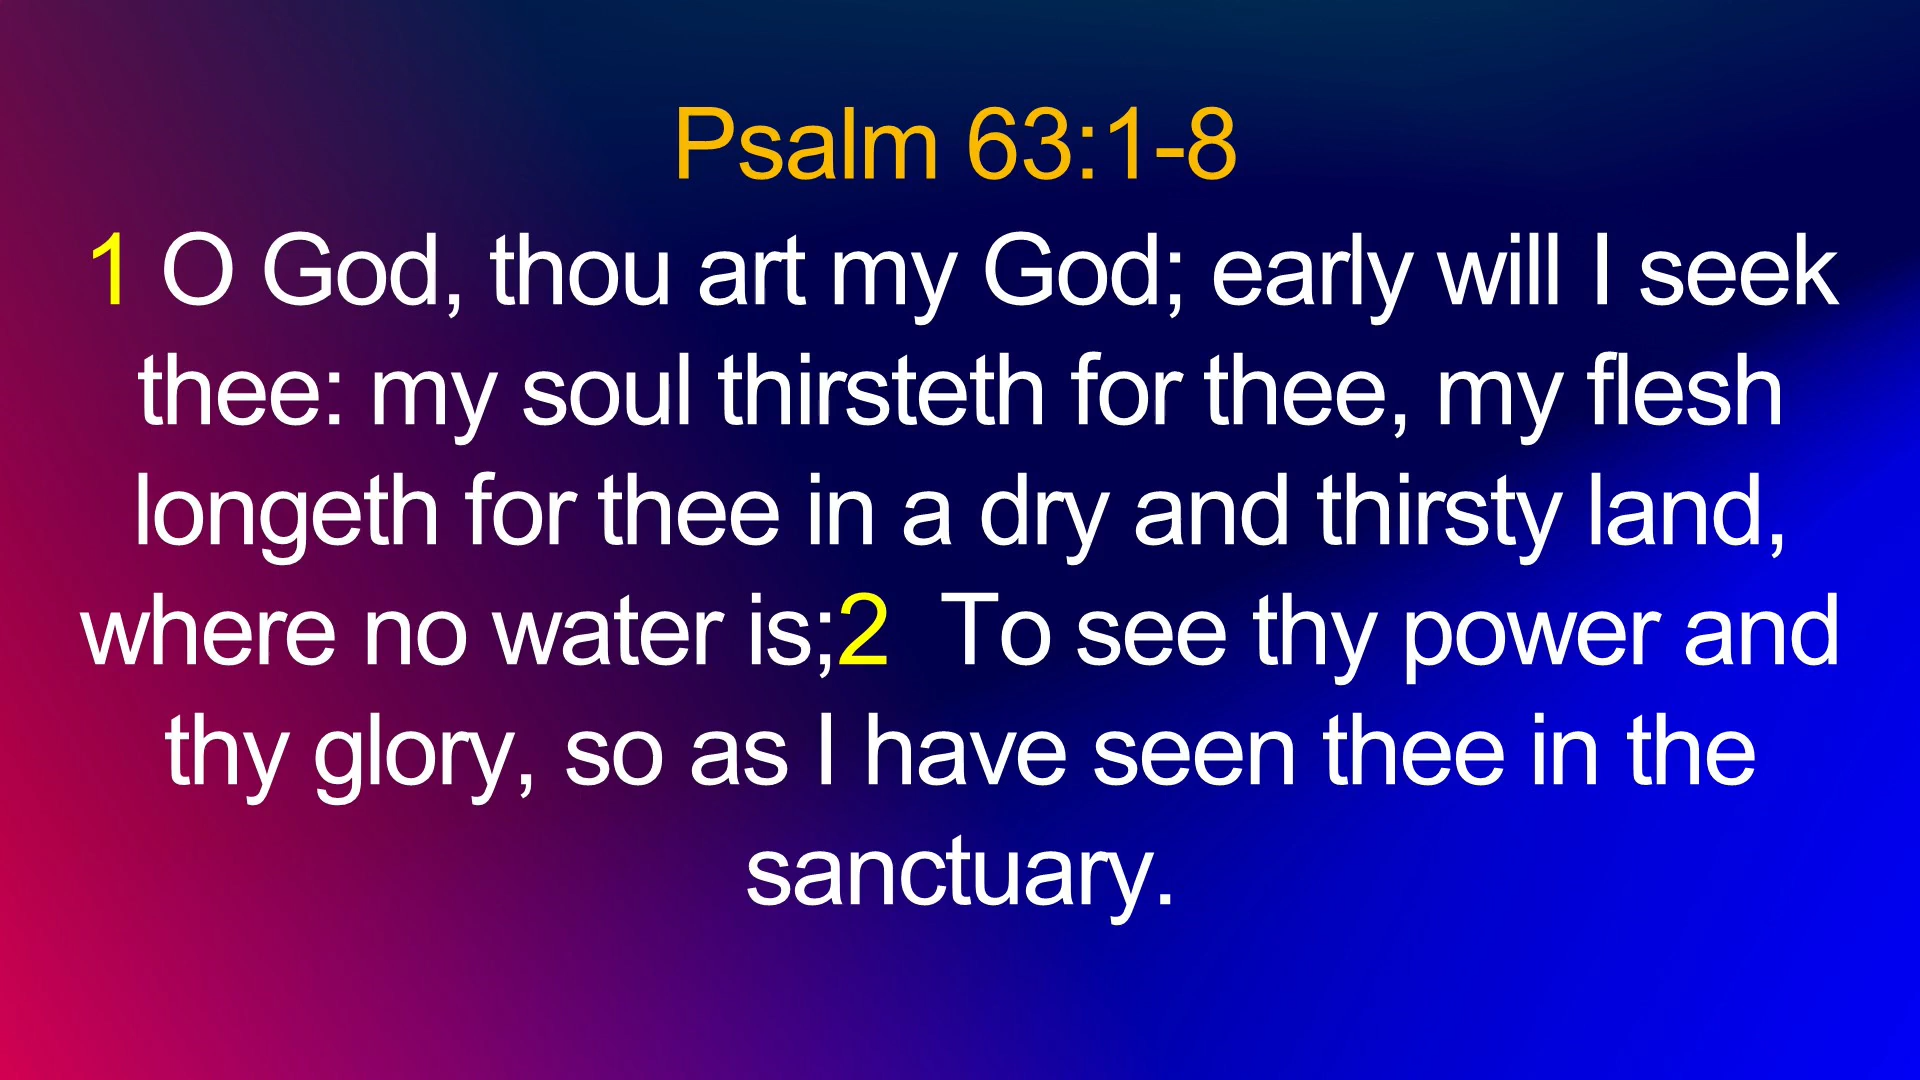 Psalm 63:1-8
1 O God, thou art my God; early will I seek
thee: my soul thirsteth for thee, my flesh
longeth for thee in a dry and thirsty land,
where no water is;2  To see thy power and
thy glory, so as I have seen thee in the
sanctuary.